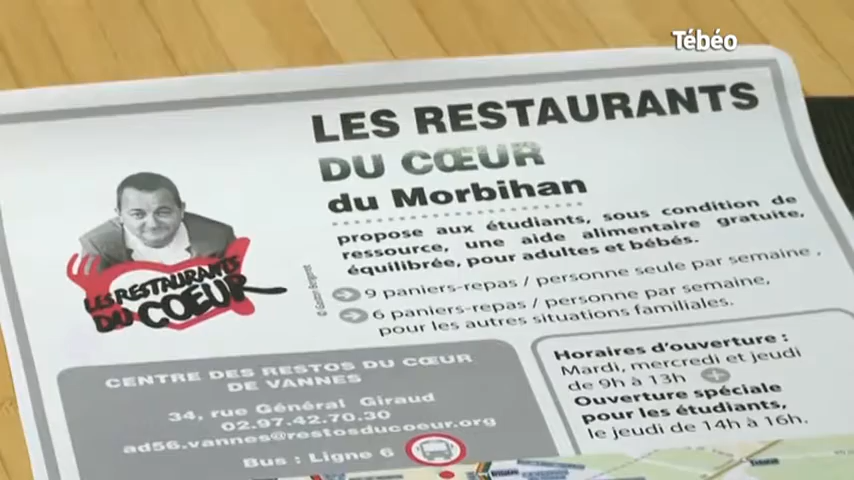 Tébéo
LES RESTAURANTS
DU CŒUR
du Morbihan
propose aux étudiants, sous condition de
ressource, une aide alimentaire gratuite,
équilibrée, pour adultes et bébés.
9 paniers-repas / personne seule par semaine,
6 paniers-repas / personne par semaine,
pour les autres situations familiales.
LES RESTAURANTS
DU COEUR
CENTRE DES RESTOS DU CŒUR
DE VANNES
34, rue Général Giraud
02.97.42.70.30
ad56.vannes@restosducoeur.org
Bus : Ligne 6
Horaires d'ouverture :
Mardi, mercredi et jeudi
de 9h à 13h +
Ouverture spéciale
pour les étudiants,
le jeudi de 14h à 16h.